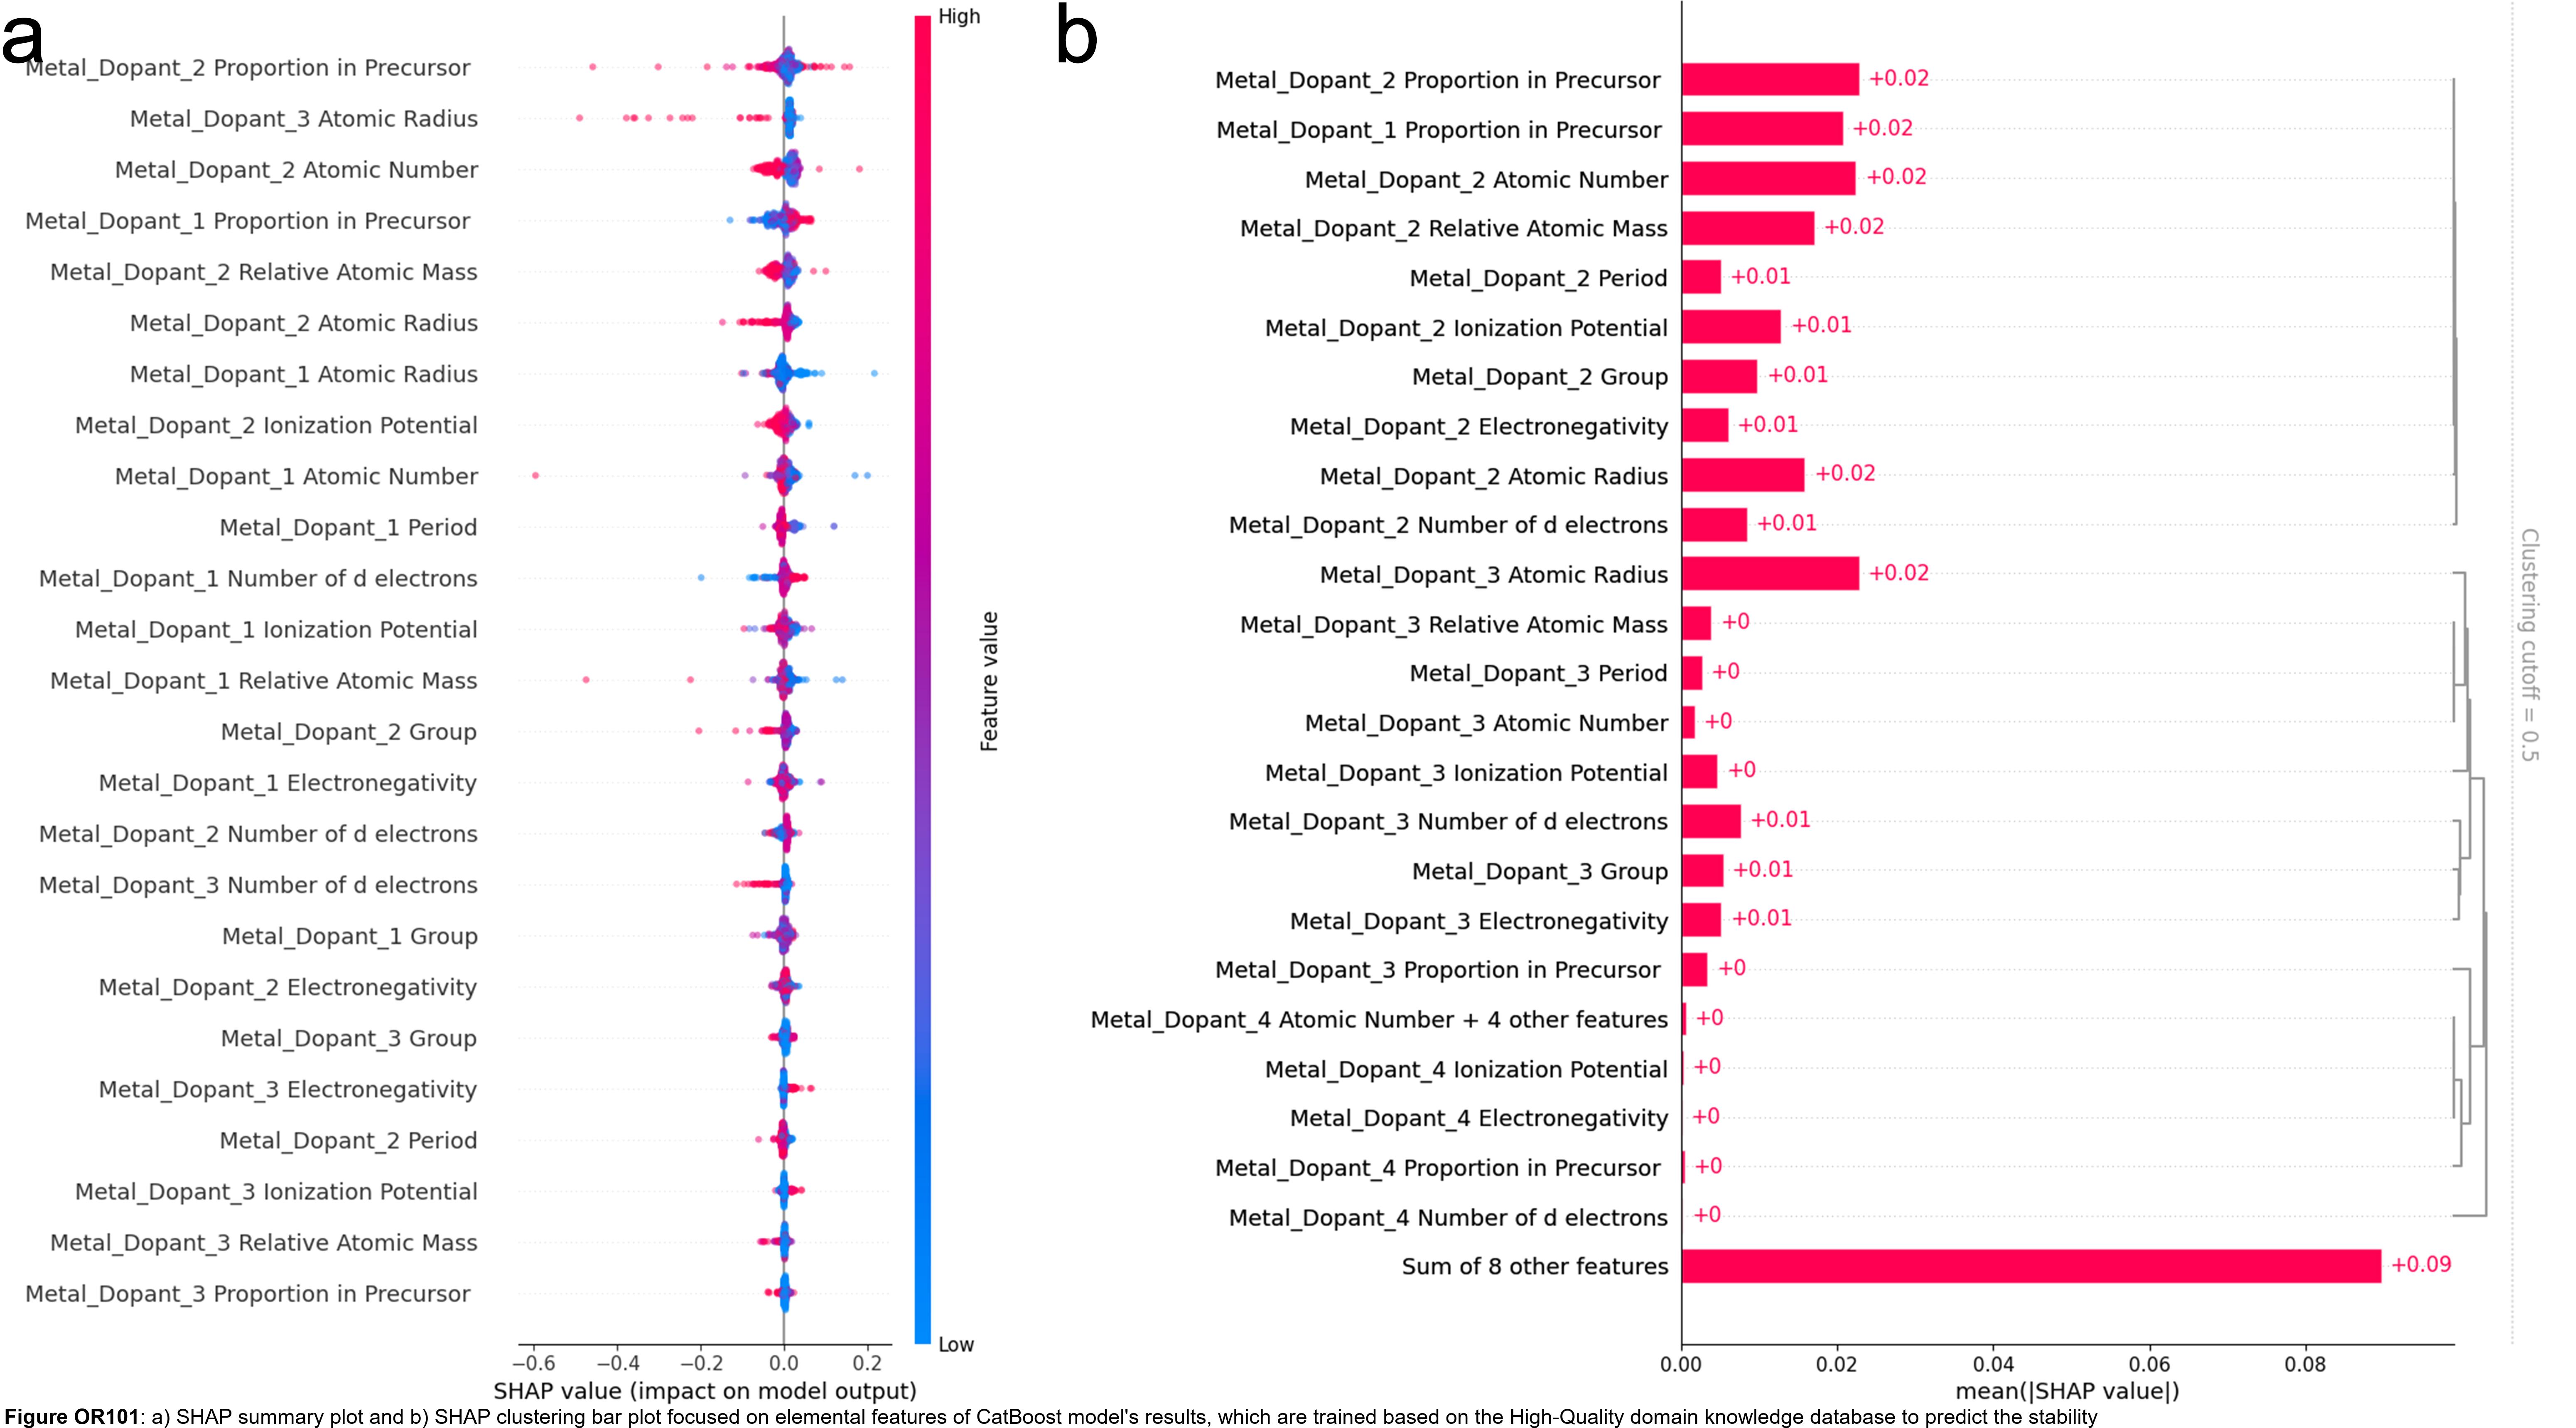 a
Metal_Dopant_2 Proportion in Precursor
Metal_Dopant_3 Atomic Radius
Metal_Dopant_2 Atomic Number
Metal_Dopant_1 Proportion in Precursor
Metal_Dopant_2 Relative Atomic Mass
Metal_Dopant_2 Atomic Radius
Metal_Dopant_1 Atomic Radius
Metal_Dopant_2 Ionization Potential
Metal_Dopant_1 Atomic Number
Metal_Dopant_1 Period
Metal_Dopant_1 Number of d electrons
Metal_Dopant_1 Ionization Potential
Metal_Dopant_1 Relative Atomic Mass
Metal_Dopant_2 Group
Metal_Dopant_1 Electronegativity
Metal_Dopant_2 Number of d electrons
Metal_Dopant_3 Number of d electrons
Metal_Dopant_1 Group
Metal_Dopant_2 Electronegativity
Metal_Dopant_3 Group
Metal_Dopant_3 Electronegativity
Metal_Dopant_2 Period
Metal_Dopant_3 Ionization Potential
Metal_Dopant_3 Relative Atomic Mass
Metal_Dopant_3 Proportion in Precursor
−0.6 −0.4 −0.2 0.0 0.2
SHAP value (impact on model output)
High
Feature value
Low
b
Metal_Dopant_2 Proportion in Precursor +0.02
Metal_Dopant_1 Proportion in Precursor +0.02
Metal_Dopant_2 Atomic Number +0.02
Metal_Dopant_2 Relative Atomic Mass +0.02
Metal_Dopant_2 Period +0.01
Metal_Dopant_2 Ionization Potential +0.01
Metal_Dopant_2 Group +0.01
Metal_Dopant_2 Electronegativity +0.01
Metal_Dopant_2 Atomic Radius +0.02
Metal_Dopant_2 Number of d electrons +0.01
Metal_Dopant_3 Atomic Radius +0.02
Metal_Dopant_3 Relative Atomic Mass +0
Metal_Dopant_3 Period +0
Metal_Dopant_3 Atomic Number +0
Metal_Dopant_3 Ionization Potential +0
Metal_Dopant_3 Number of d electrons +0.01
Metal_Dopant_3 Group +0.01
Metal_Dopant_3 Electronegativity +0.01
Metal_Dopant_3 Proportion in Precursor +0
Metal_Dopant_4 Atomic Number + 4 other features +0
Metal_Dopant_4 Ionization Potential +0
Metal_Dopant_4 Electronegativity +0
Metal_Dopant_4 Proportion in Precursor +0
Metal_Dopant_4 Number of d electrons +0
Sum of 8 other features +0.09
0.00 0.02 0.04 0.06 0.08
mean(|SHAP value|)
Clustering cutoff = 0.5
Figure OR101: a) SHAP summary plot and b) SHAP clustering bar plot focused on elemental features of CatBoost model's results, which are trained based on the High-Quality domain knowledge database to predict the stability